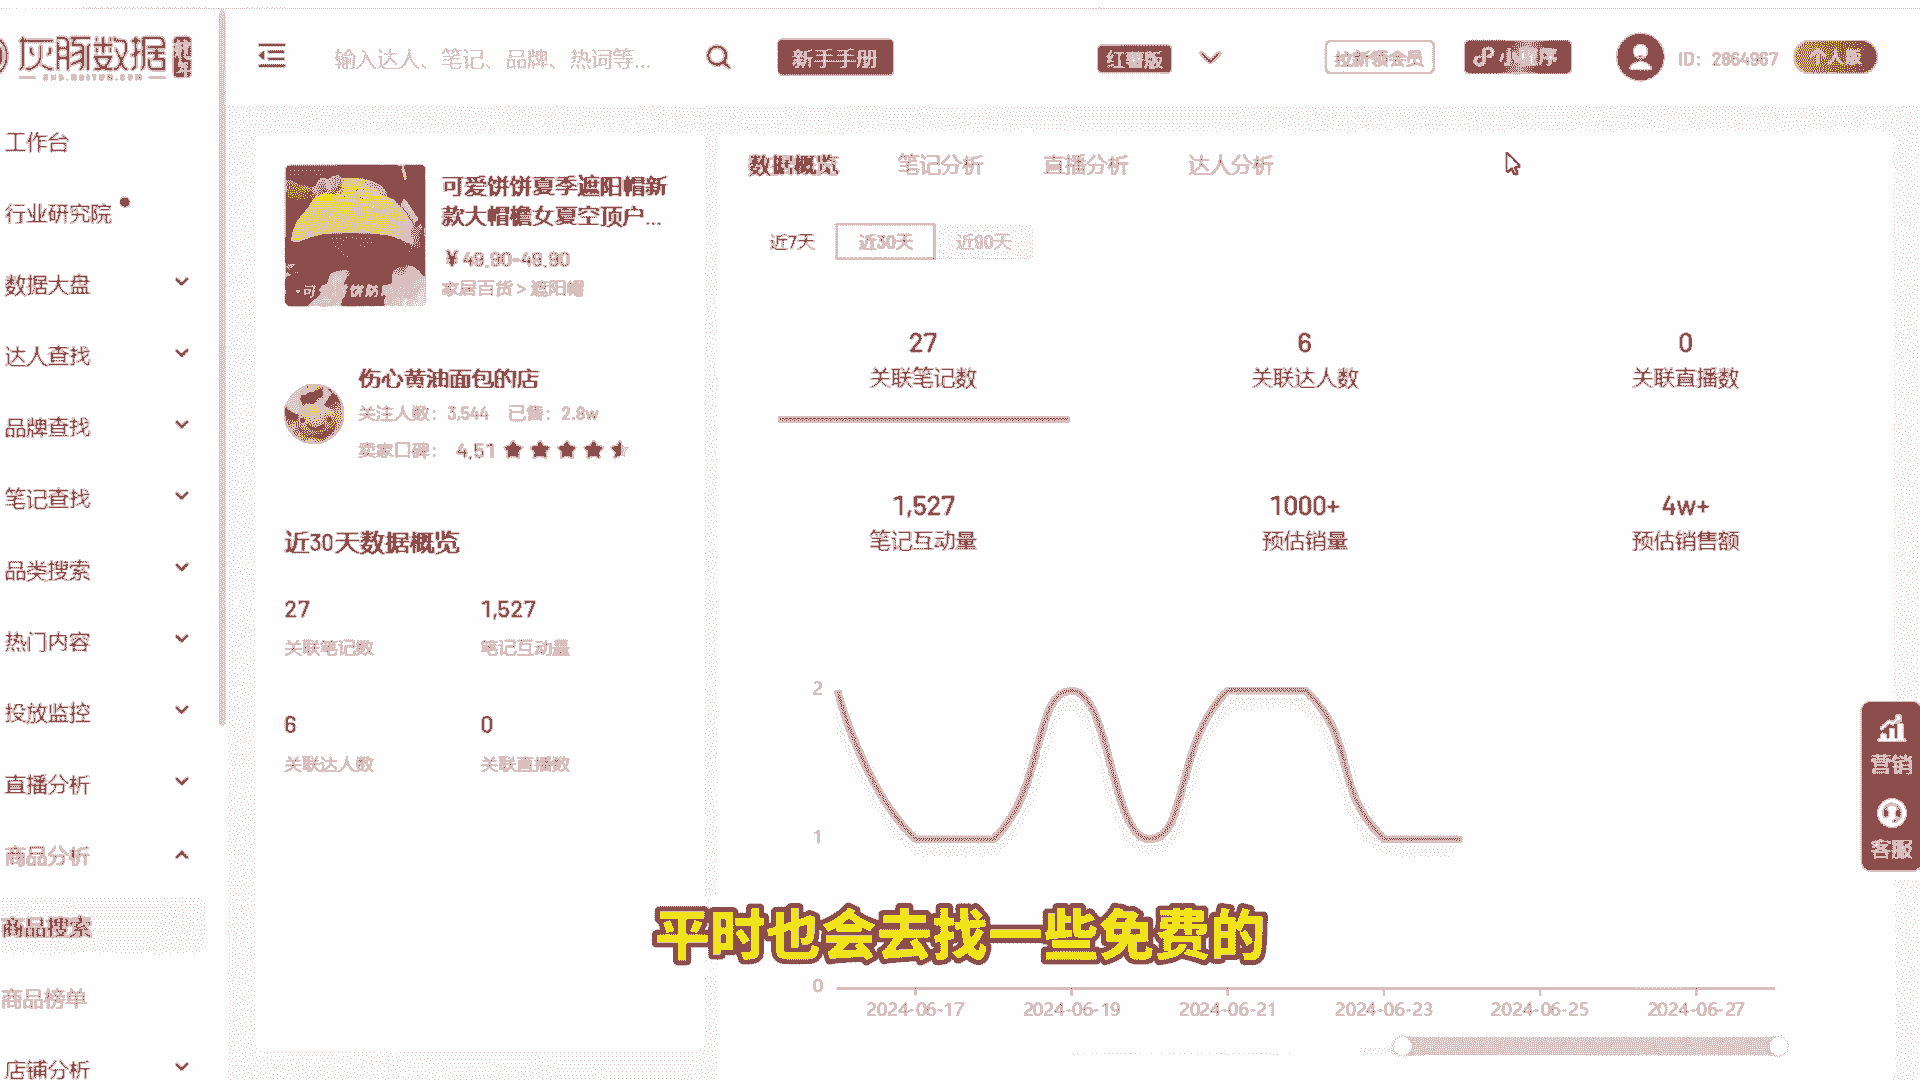 灰豚数据
输入达人、笔记、品牌、热词等...
新手手册
红薯版
拉新领会员
小程序
ID: 2864967
个人版
工作台
行业研究院
数据大盘
达人查找
品牌查找
笔记查找
品类搜索
热门内容
投放监控
直播分析
商品分析
商品搜索
商品榜单
店铺分析
可爱饼饼夏季遮阳帽新
款大帽檐女夏空顶户...
¥49.90-49.90
家居百货 > 遮阳帽
伤心黄油面包的店
关注人数: 3,544 已售: 2.8w
卖家口碑: 4.51
近30天数据概览
27
1,527
关联笔记数
笔记互动量
6
0
关联达人数
关联直播数
数据概览
笔记分析
直播分析
达人分析
近7天
近30天
近90天
27
6
0
关联笔记数
关联达人数
关联直播数
1,527
1000+
4w+
笔记互动量
预估销量
预估销售额
2
1
0
2024-06-17
2024-06-19
2024-06-21
2024-06-23
2024-06-25
2024-06-27
平时也会去找一些免费的
营销
客服